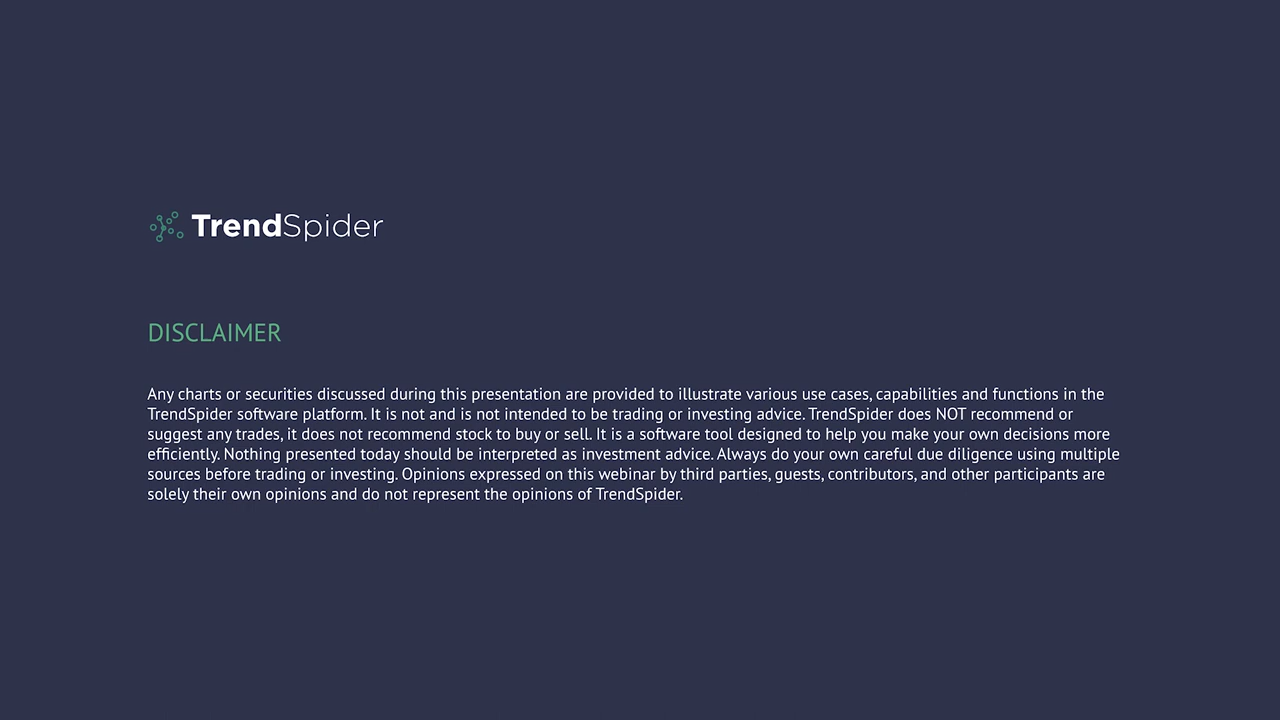 TrendSpider
DISCLAIMER
Any charts or securities discussed during this presentation are provided to illustrate various use cases, capabilities and functions in the
TrendSpider software platform. It is not and is not intended to be trading or investing advice. TrendSpider does NOT recommend or
suggest any trades, it does not recommend stock to buy or sell. It is a software tool designed to help you make your own decisions more
efficiently. Nothing presented today should be interpreted as investment advice. Always do your own careful due diligence using multiple
sources before trading or investing. Opinions expressed on this webinar by third parties, guests, contributors, and other participants are
solely their own opinions and do not represent the opinions of TrendSpider.